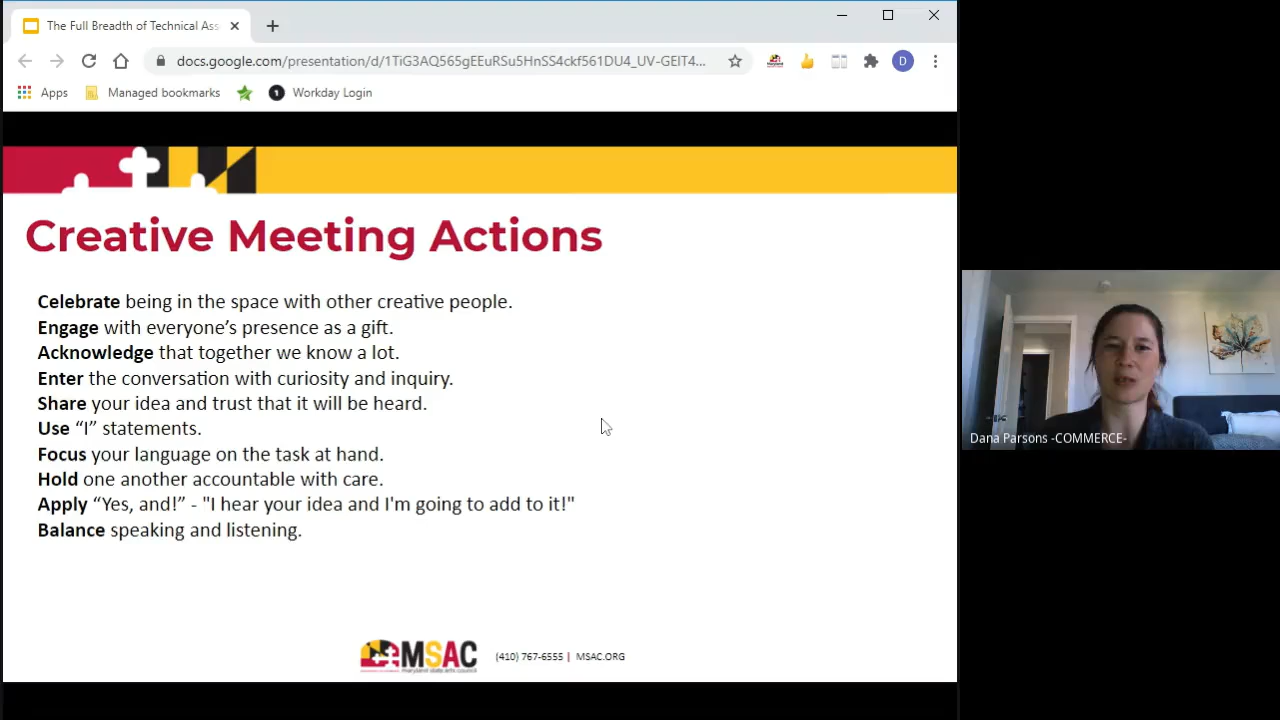 The Full Breadth of Technical Ass
docs.google.com/presentation/d/1TiG3AQ565gEEuRSu5HnSS4ckf561DU4_UV-GEIT4...
D
Apps Managed bookmarks 1 Workday Login
Creative Meeting Actions
Celebrate being in the space with other creative people.
Engage with everyone’s presence as a gift.
Acknowledge that together we know a lot.
Enter the conversation with curiosity and inquiry.
Share your idea and trust that it will be heard.
Use “I” statements.
Focus your language on the task at hand.
Hold one another accountable with care.
Apply “Yes, and!” - "I hear your idea and I'm going to add to it!"
Balance speaking and listening.
Dana Parsons -COMMERCE-
MSAC (410) 767-6555 | MSAC.ORG
maryland state arts council